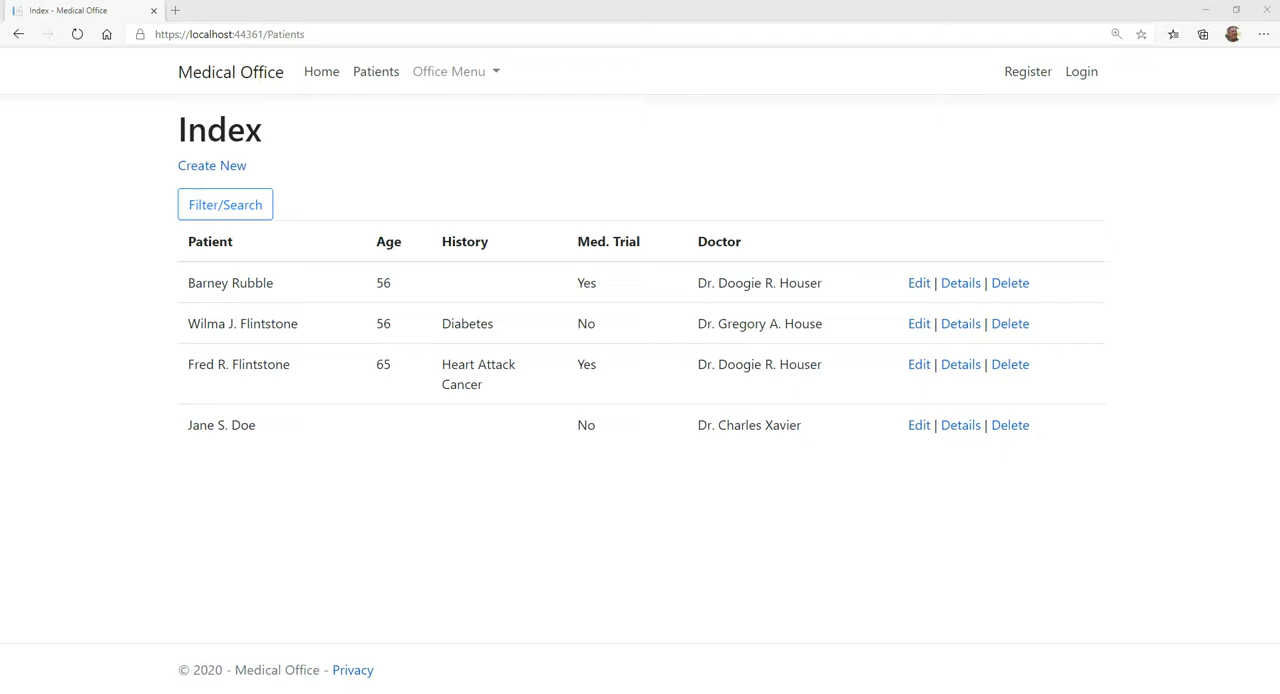 Index - Medical Office
https://localhost:44361/Patients
Medical Office Home Patients Office Menu Register Login
Index
Create New
Filter/Search
Patient Age History Med. Trial Doctor
Barney Rubble 56 Yes Dr. Doogie R. Houser Edit | Details | Delete
Wilma J. Flintstone 56 Diabetes No Dr. Gregory A. House Edit | Details | Delete
Fred R. Flintstone 65 Heart Attack Yes Dr. Doogie R. Houser Edit | Details | Delete
Cancer
Jane S. Doe No Dr. Charles Xavier Edit | Details | Delete
© 2020 - Medical Office - Privacy